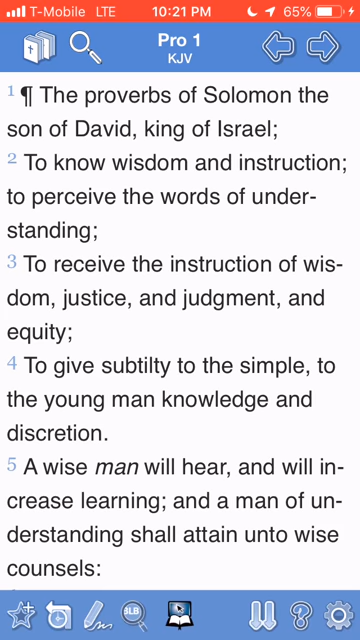 T-Mobile LTE 10:21 PM 65%
Pro 1
KJV
1 ¶ The proverbs of Solomon the
son of David, king of Israel;
2 To know wisdom and instruction;
to perceive the words of under-
standing;
3 To receive the instruction of wis-
dom, justice, and judgment, and
equity;
4 To give subtilty to the simple, to
the young man knowledge and
discretion.
5 A wise man will hear, and will in-
crease learning; and a man of un-
derstanding shall attain unto wise
counsels:
BLB